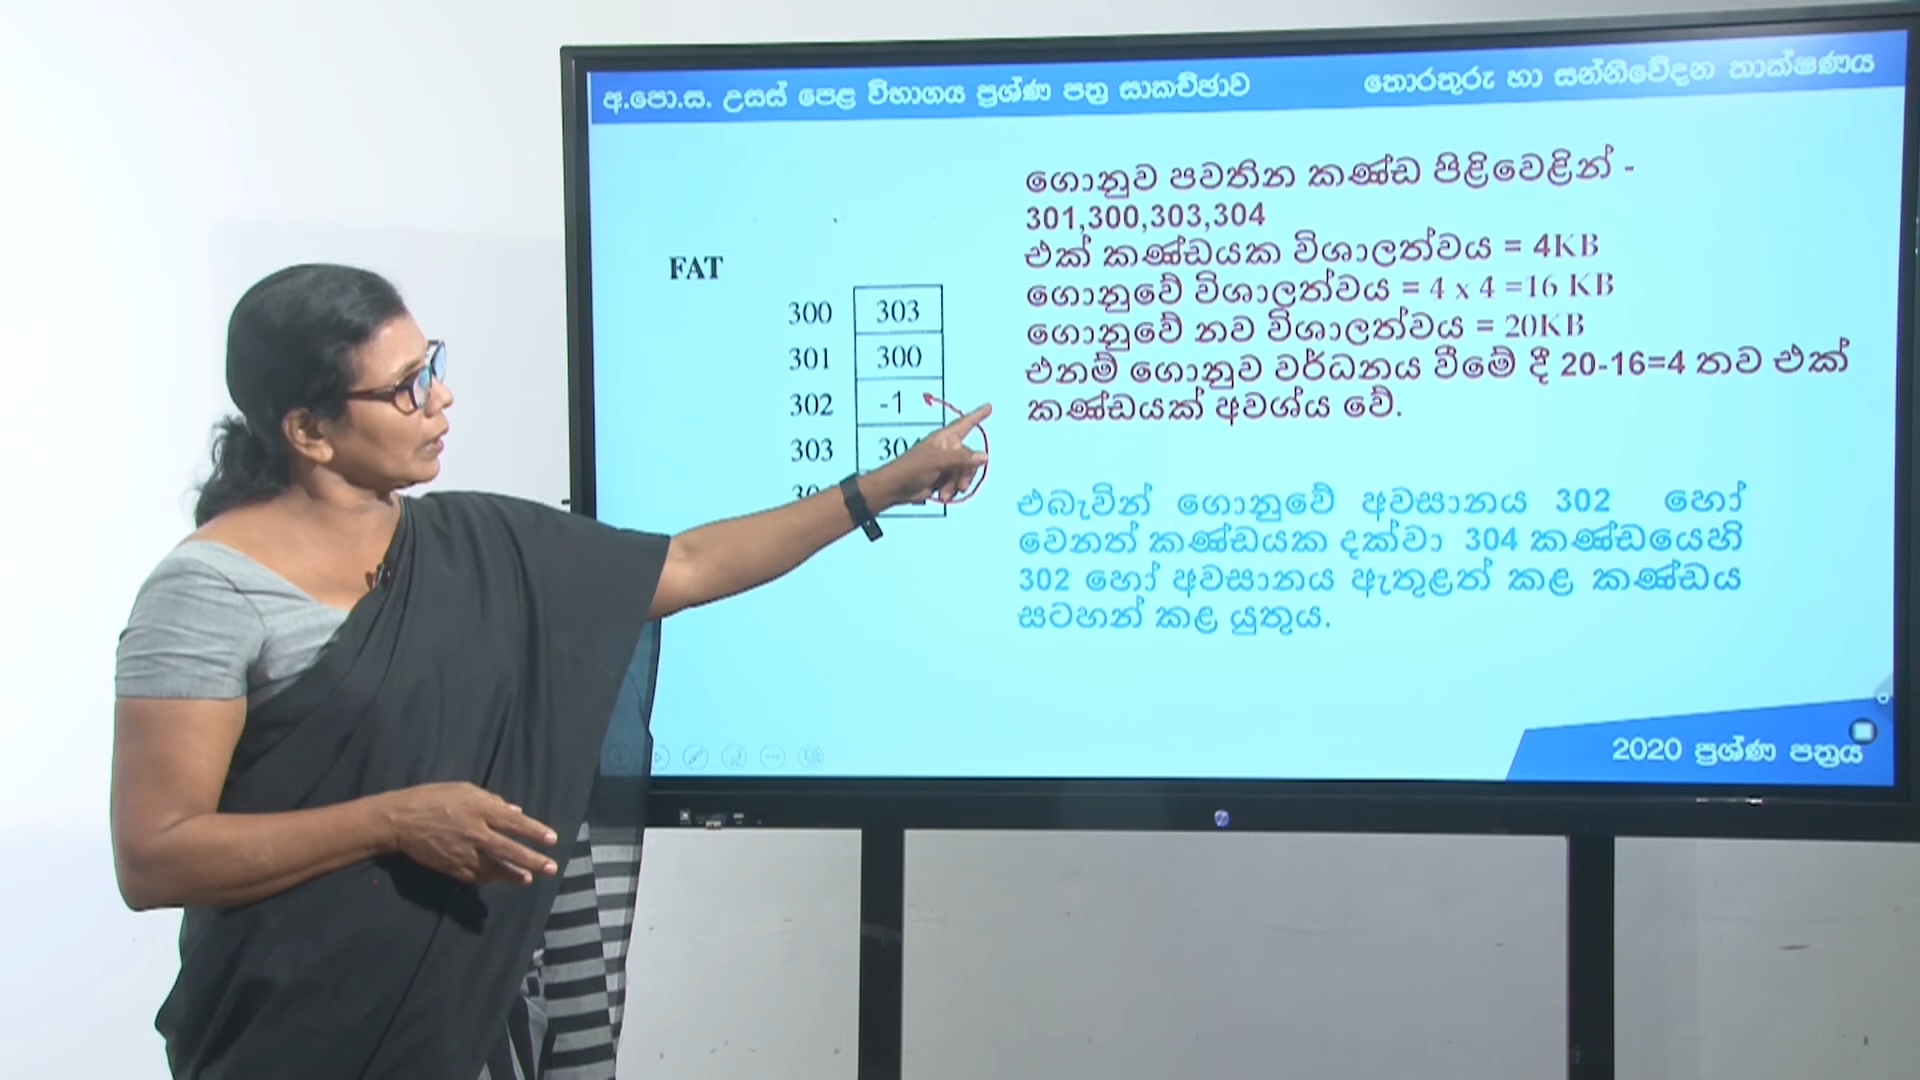 අ.පො.ස. උසස් පෙළ විභාගය ප්‍රශ්ණ පත්‍ර සාකච්ඡාව
තොරතුරු හා සන්නිවේදන තාක්ෂණය
ගොනුව පවතින කණ්ඩ පිළිවෙළින් -
301,300,303,304
එක් කණ්ඩයක විශාලත්වය = 4KB
ගොනුවේ විශාලත්වය = 4 x 4 =16 KB
ගොනුවේ නව විශාලත්වය = 20KB
එනම් ගොනුව වර්ධනය වීමේ දී 20-16=4 තව එක්
කණ්ඩයක් අවශ්ය වේ.
FAT
300 303
301 300
302 -1
303
එබැවින් ගොනුවේ අවසානය 302 හෝ
වෙනත් කණ්ඩයක දක්වා 304 කණ්ඩයෙහි
302 හෝ අවසානය ඇතුළත් කළ කණ්ඩය
සටහන් කළ යුතුය.
2020 ප්‍රශ්ණ පත්‍රය